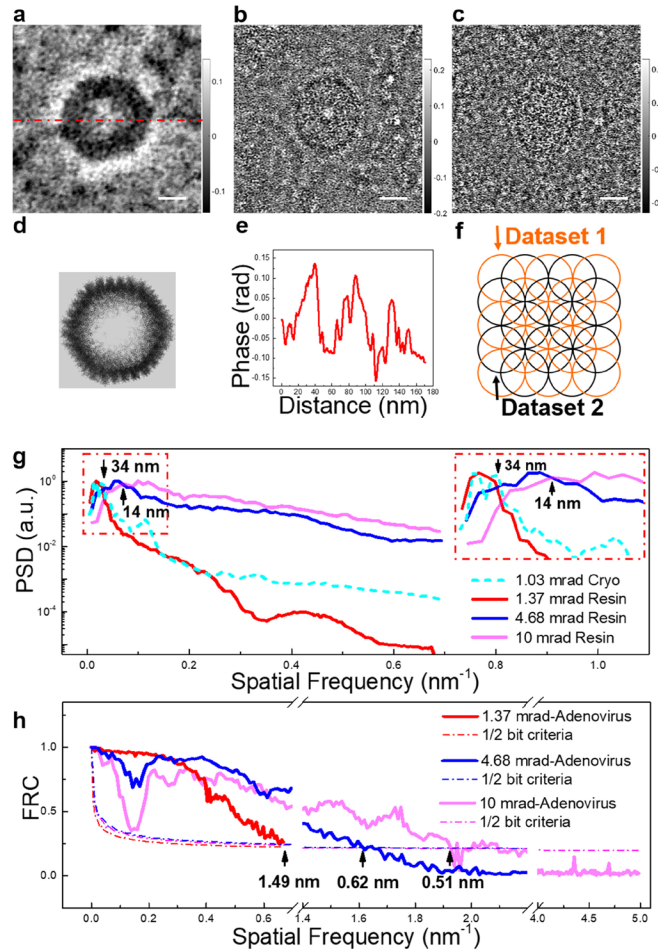 a
b
c
0.1
0
-0.1
0.2
0.1
0
-0.1
-0.2
0.2
0.1
0
-0.1
d
e
f
Phase (rad)
0.15
0.10
0.05
0.00
-0.05
-0.10
-0.15
0 20 40 60 80 100 120 140 160 180
Distance (nm)
Dataset 1
Dataset 2
g
34 nm
14 nm
34 nm
14 nm
PSD (a.u.)
10⁰
10⁻²
10⁻⁴
1.03 mrad Cryo
1.37 mrad Resin
4.68 mrad Resin
10 mrad Resin
0.0 0.2 0.4 0.6 0.8 1.0
Spatial Frequency (nm⁻¹)
h
FRC
1.0
0.5
0.0
1.37 mrad-Adenovirus
1/2 bit criteria
4.68 mrad-Adenovirus
1/2 bit criteria
10 mrad-Adenovirus
1/2 bit criteria
1.49 nm
0.62 nm
0.51 nm
0.0 0.2 0.4 0.6 1.4 1.6 1.8 2.0 4.0 4.5 5.0
Spatial Frequency (nm⁻¹)